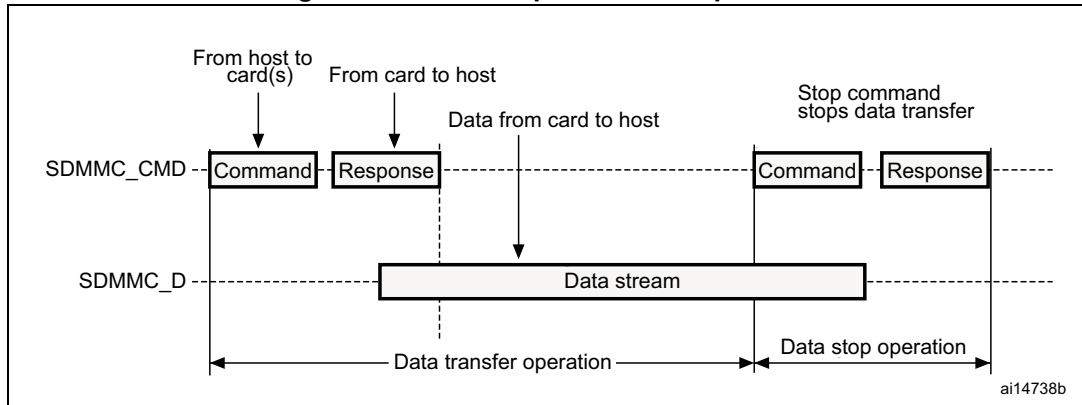 From host to
card(s)
From card to host
Data from card to host
Stop command
stops data transfer
SDMMC_CMD
Command
Response
Command
Response
SDMMC_D
Data stream
Data transfer operation
Data stop operation
ai14738b